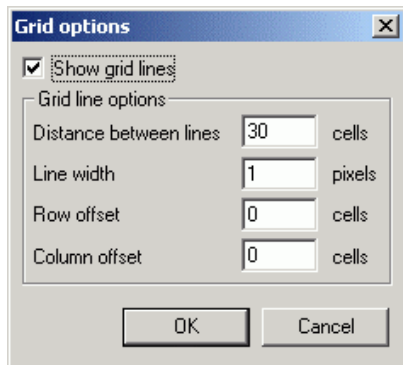 Grid options
Show grid lines
Grid line options
Distance between lines 30 cells
Line width 1 pixels
Row offset 0 cells
Column offset 0 cells
OK Cancel